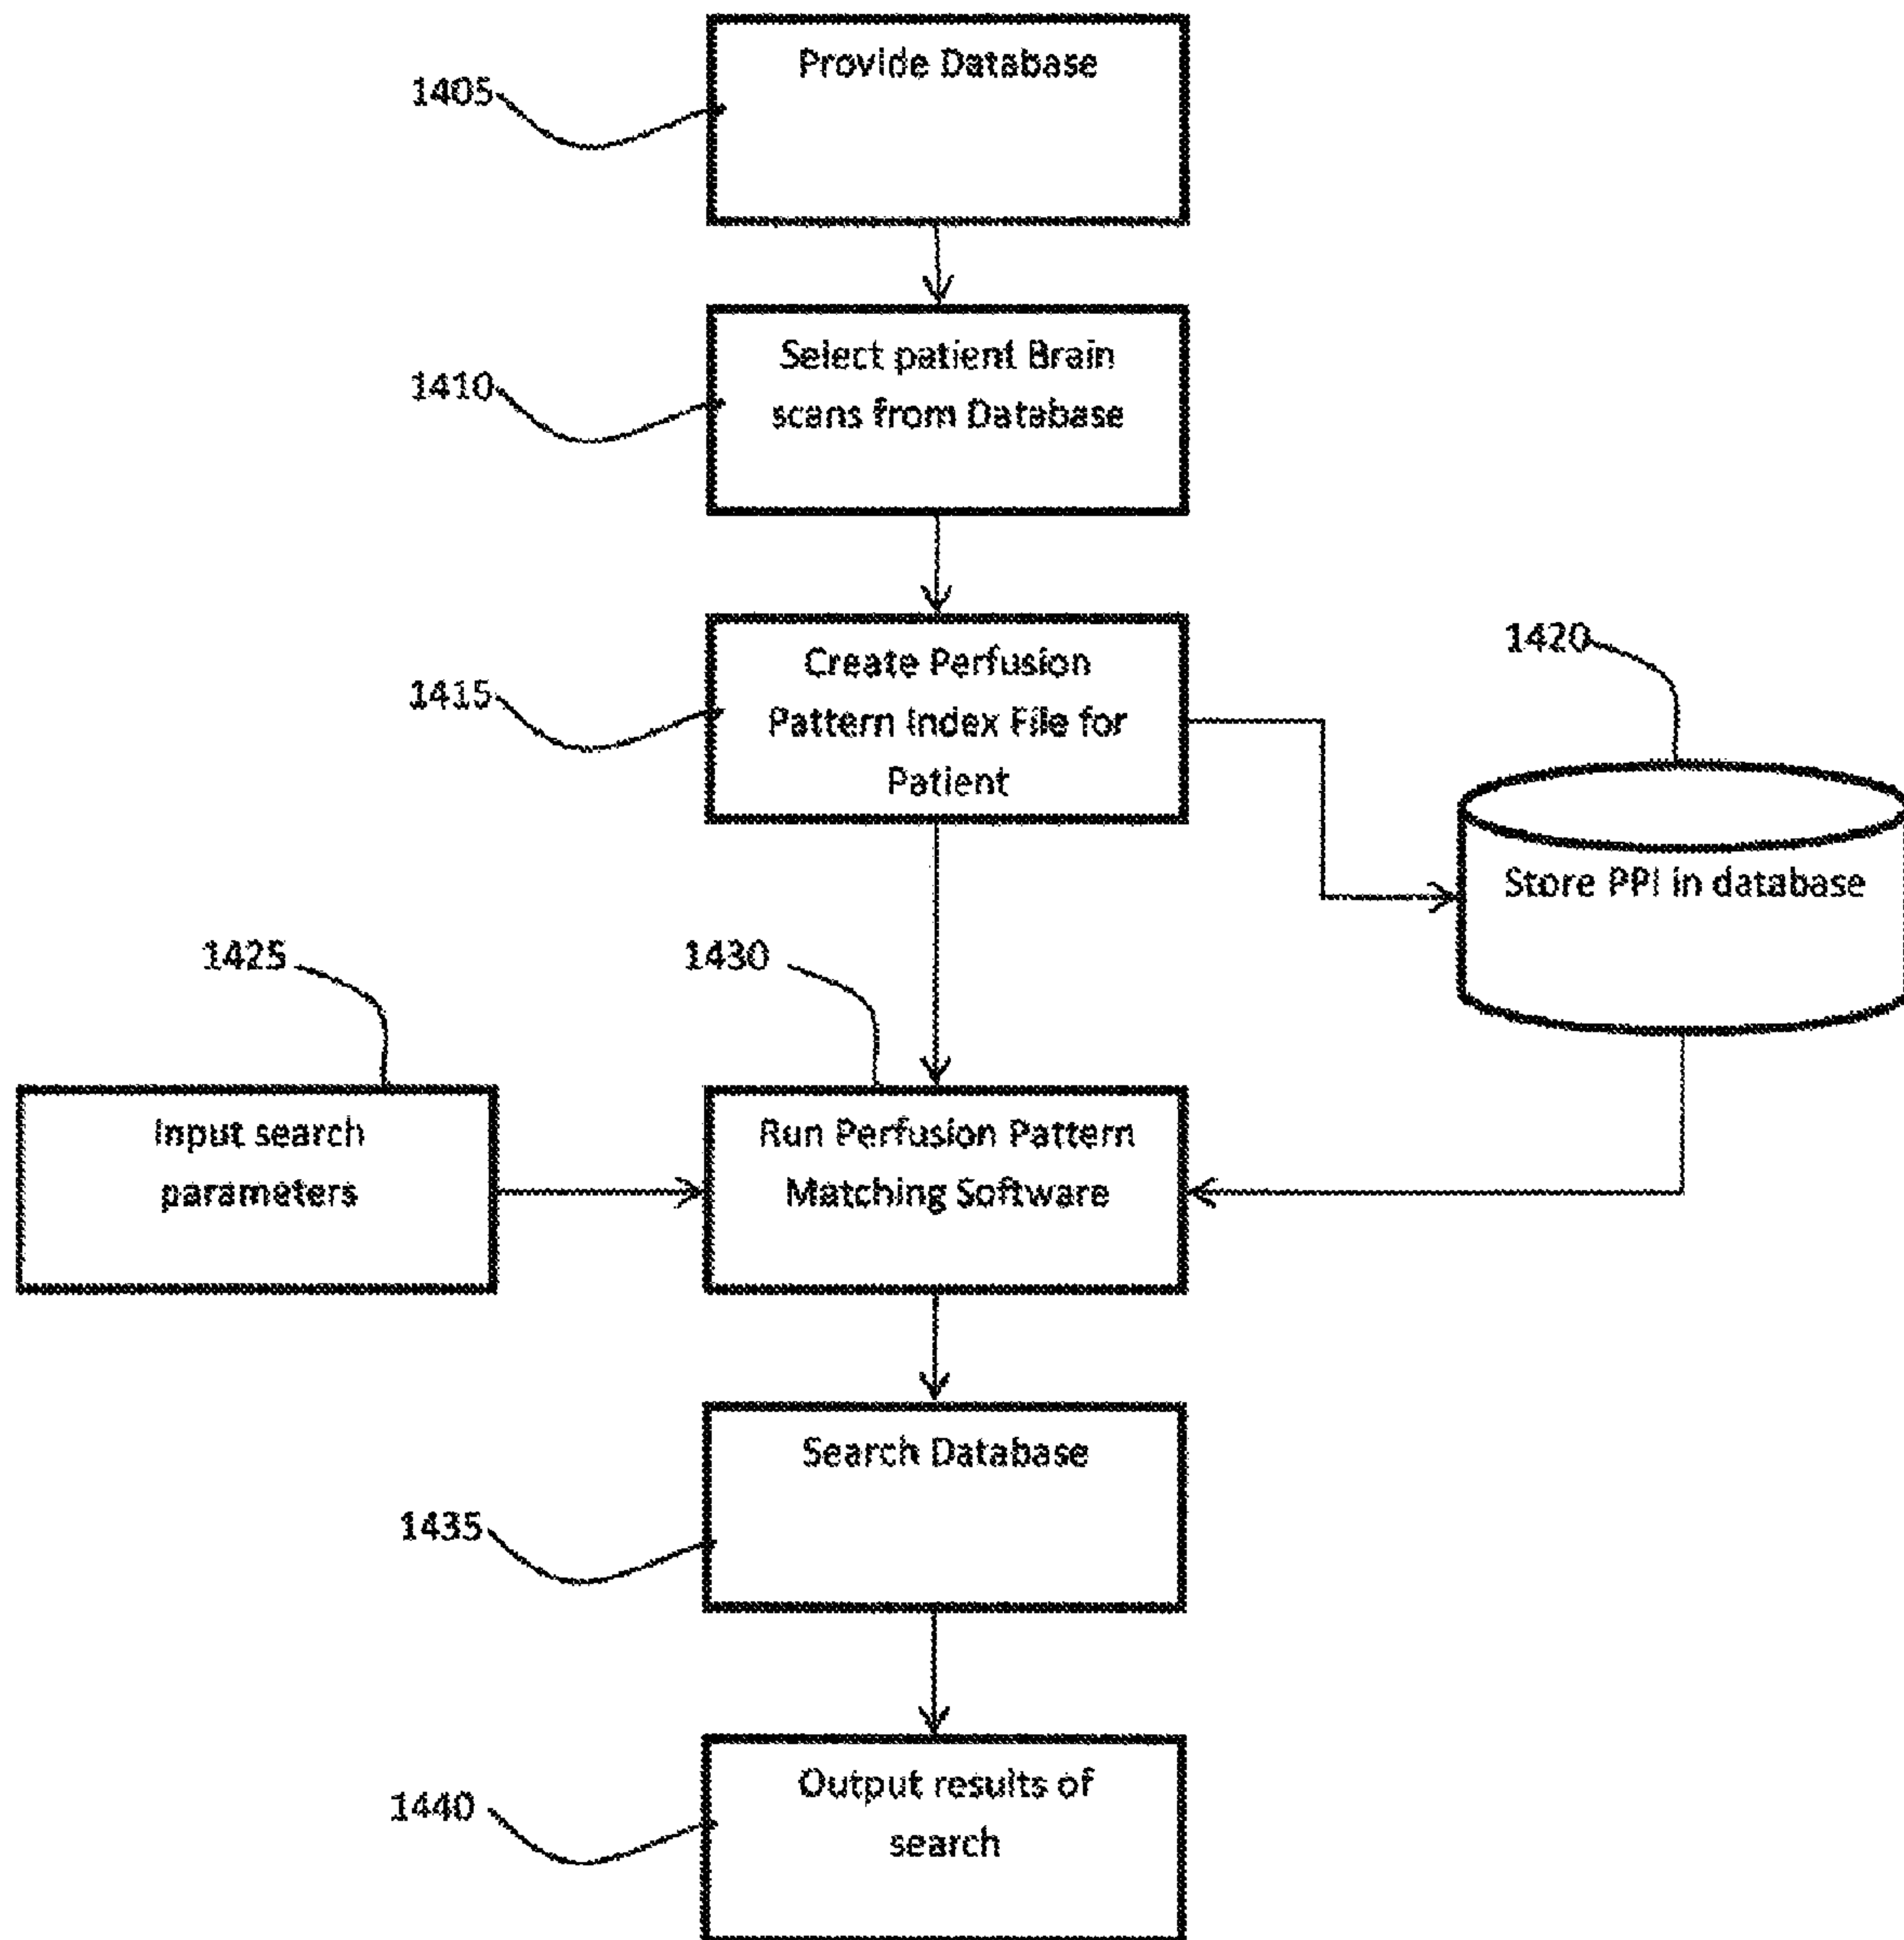 Provide Database
1405
Select patient Brain
scans from Database
1410
Create Perfusion
Pattern Index File for
Patient
1415
1420
Store PPI in database
1425
1430
Input search
parameters
Run Perfusion Pattern
Matching Software
Search Database
1435
Output results of
search
1440